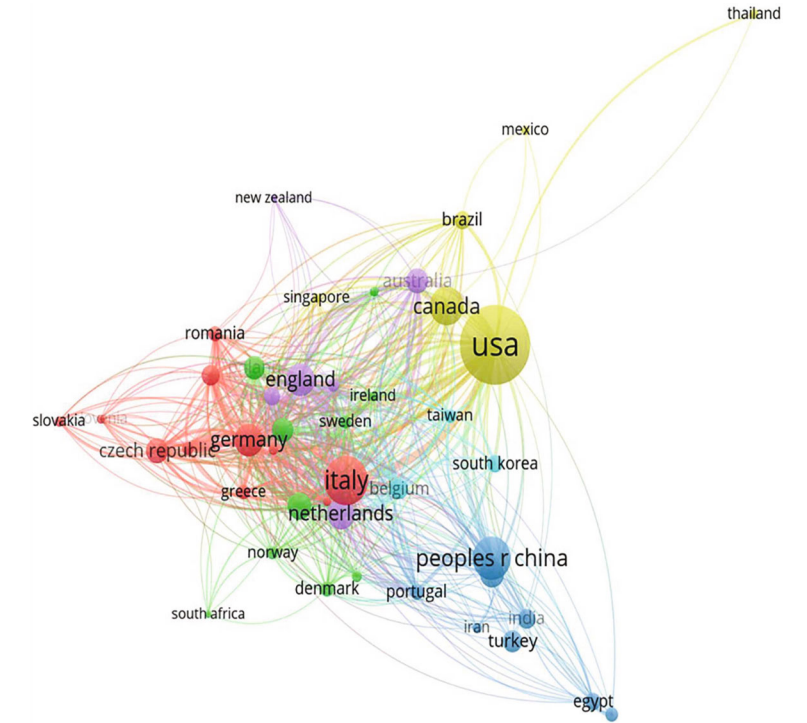 thailand
mexico
new zealand
brazil
australia
singapore
canada
romania
usa
england
ireland
taiwan
slovakia
sweden
germany
czech republic
south korea
italy
belgium
greece
netherlands
norway
peoples r china
denmark
portugal
south africa
india
iran
turkey
egypt